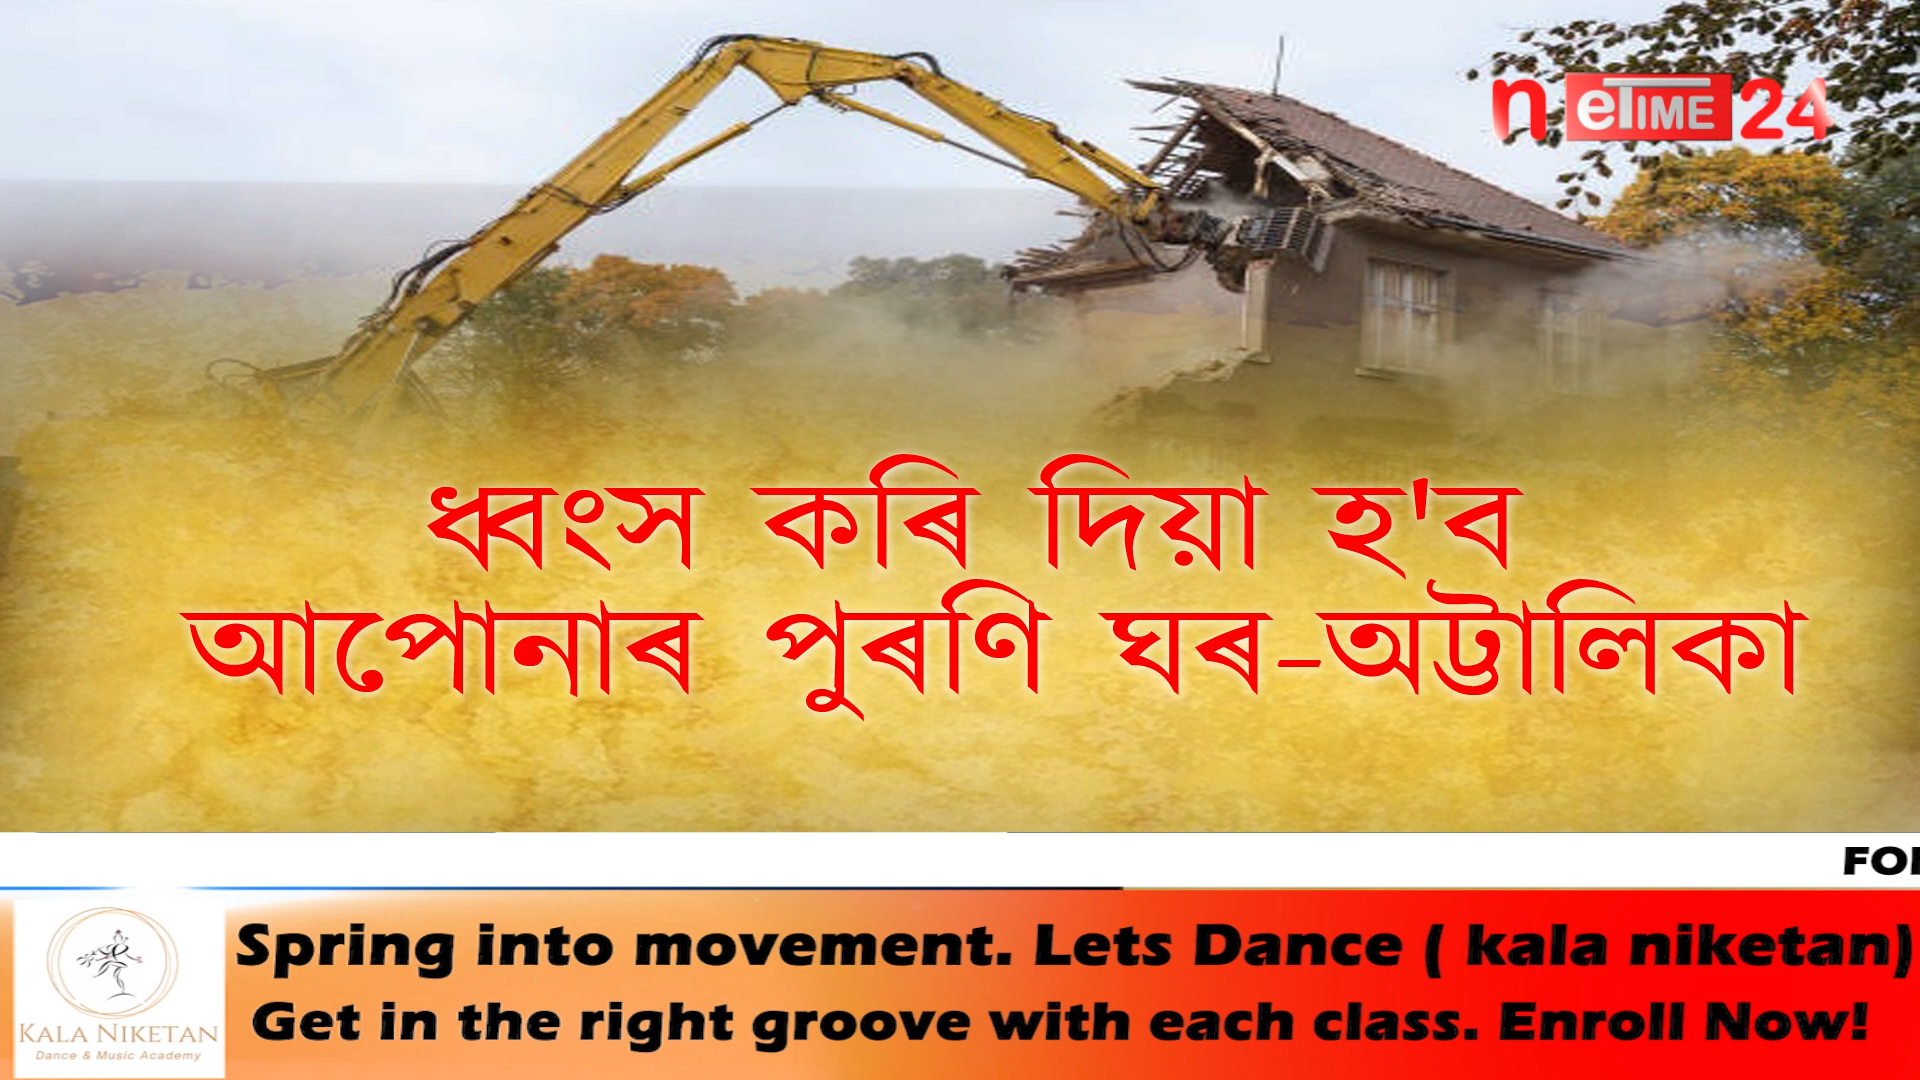 netime 24
ধ্বংস কৰি দিয়া হ'ব
আপোনাৰ পুৰণি ঘৰ-অট্টালিকা
Spring into movement. Lets Dance ( kala niketan)
Get in the right groove with each class. Enroll Now!
KALA NIKETAN
Dance & Music Academy